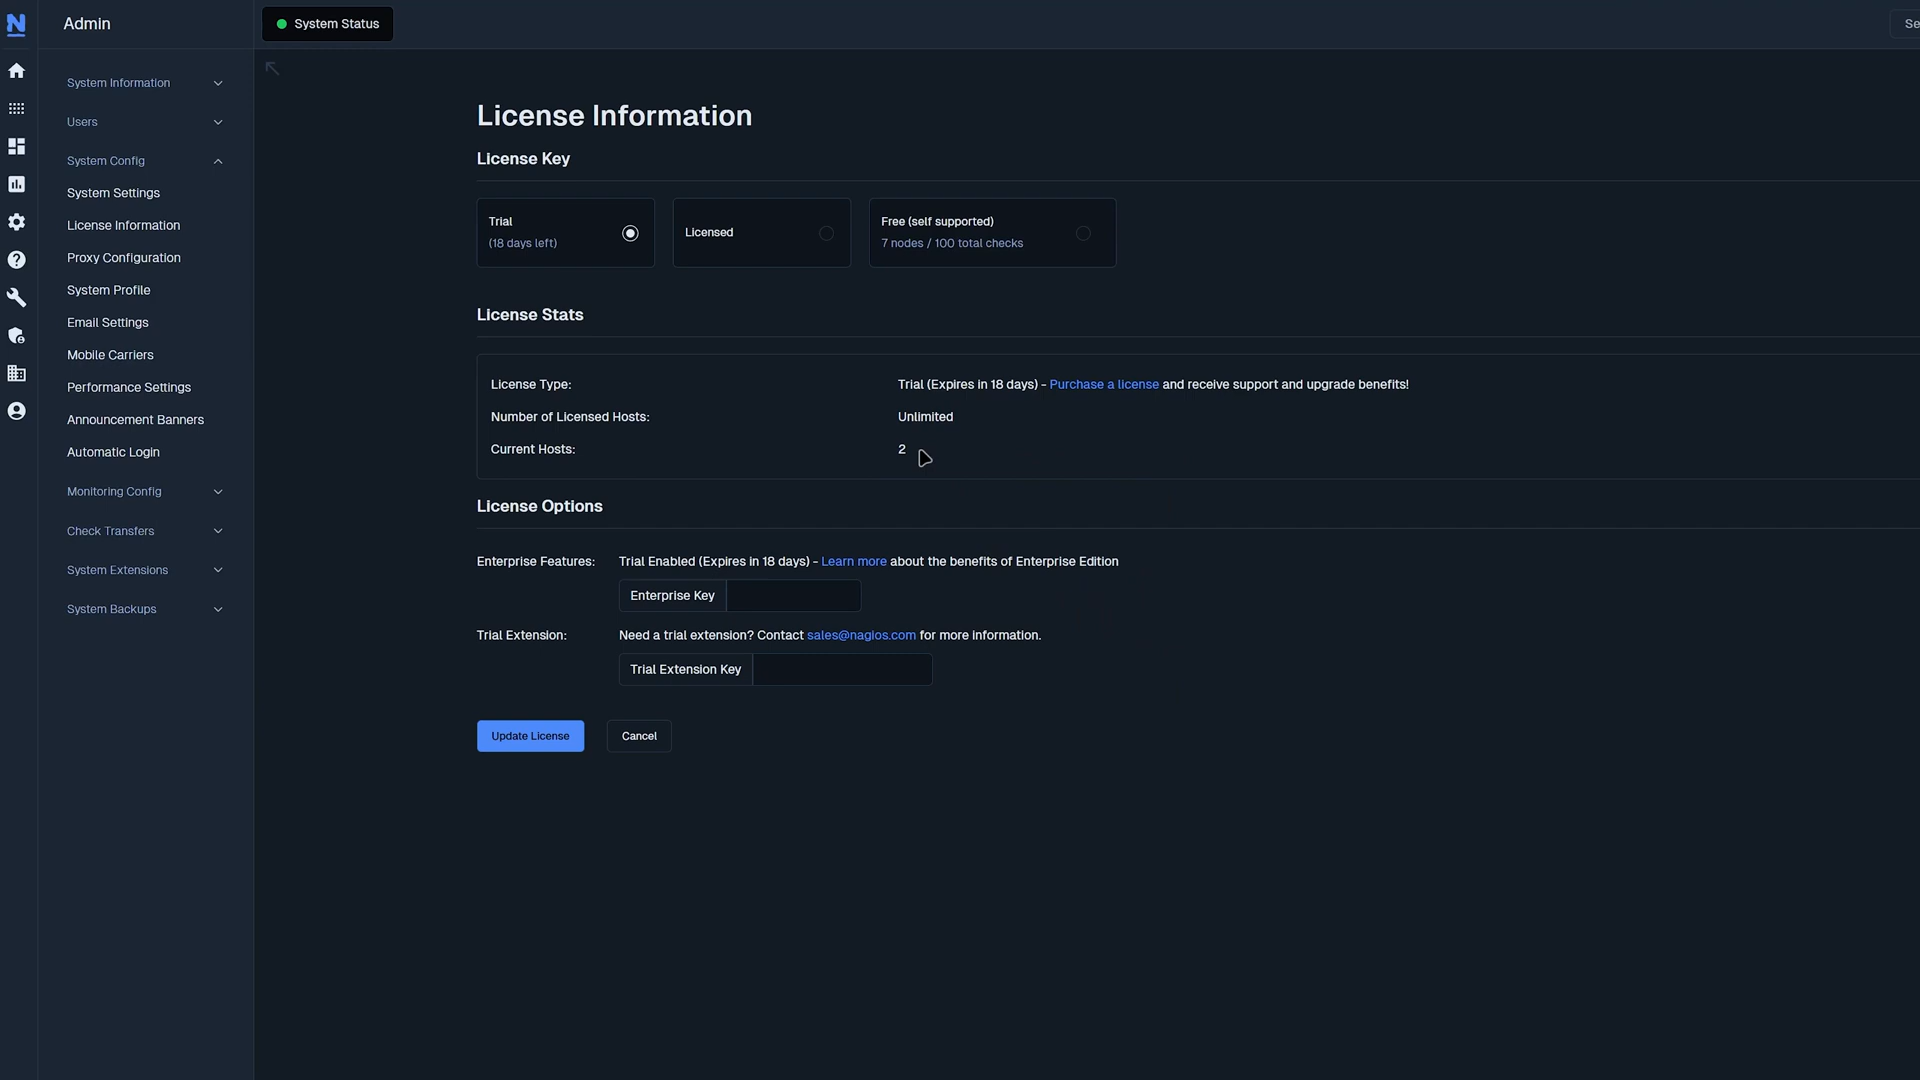 Admin
System Status
System Information
Users
System Config
System Settings
License Information
Proxy Configuration
System Profile
Email Settings
Mobile Carriers
Performance Settings
Announcement Banners
Automatic Login
Monitoring Config
Check Transfers
System Extensions
System Backups
License Information
License Key
Trial
(18 days left)
Licensed
Free (self supported)
7 nodes / 100 total checks
License Stats
License Type: Trial (Expires in 18 days) - Purchase a license and receive support and upgrade benefits!
Number of Licensed Hosts: Unlimited
Current Hosts: 2
License Options
Enterprise Features: Trial Enabled (Expires in 18 days) - Learn more about the benefits of Enterprise Edition
Enterprise Key
Trial Extension: Need a trial extension? Contact sales@nagios.com for more information.
Trial Extension Key
Update License
Cancel